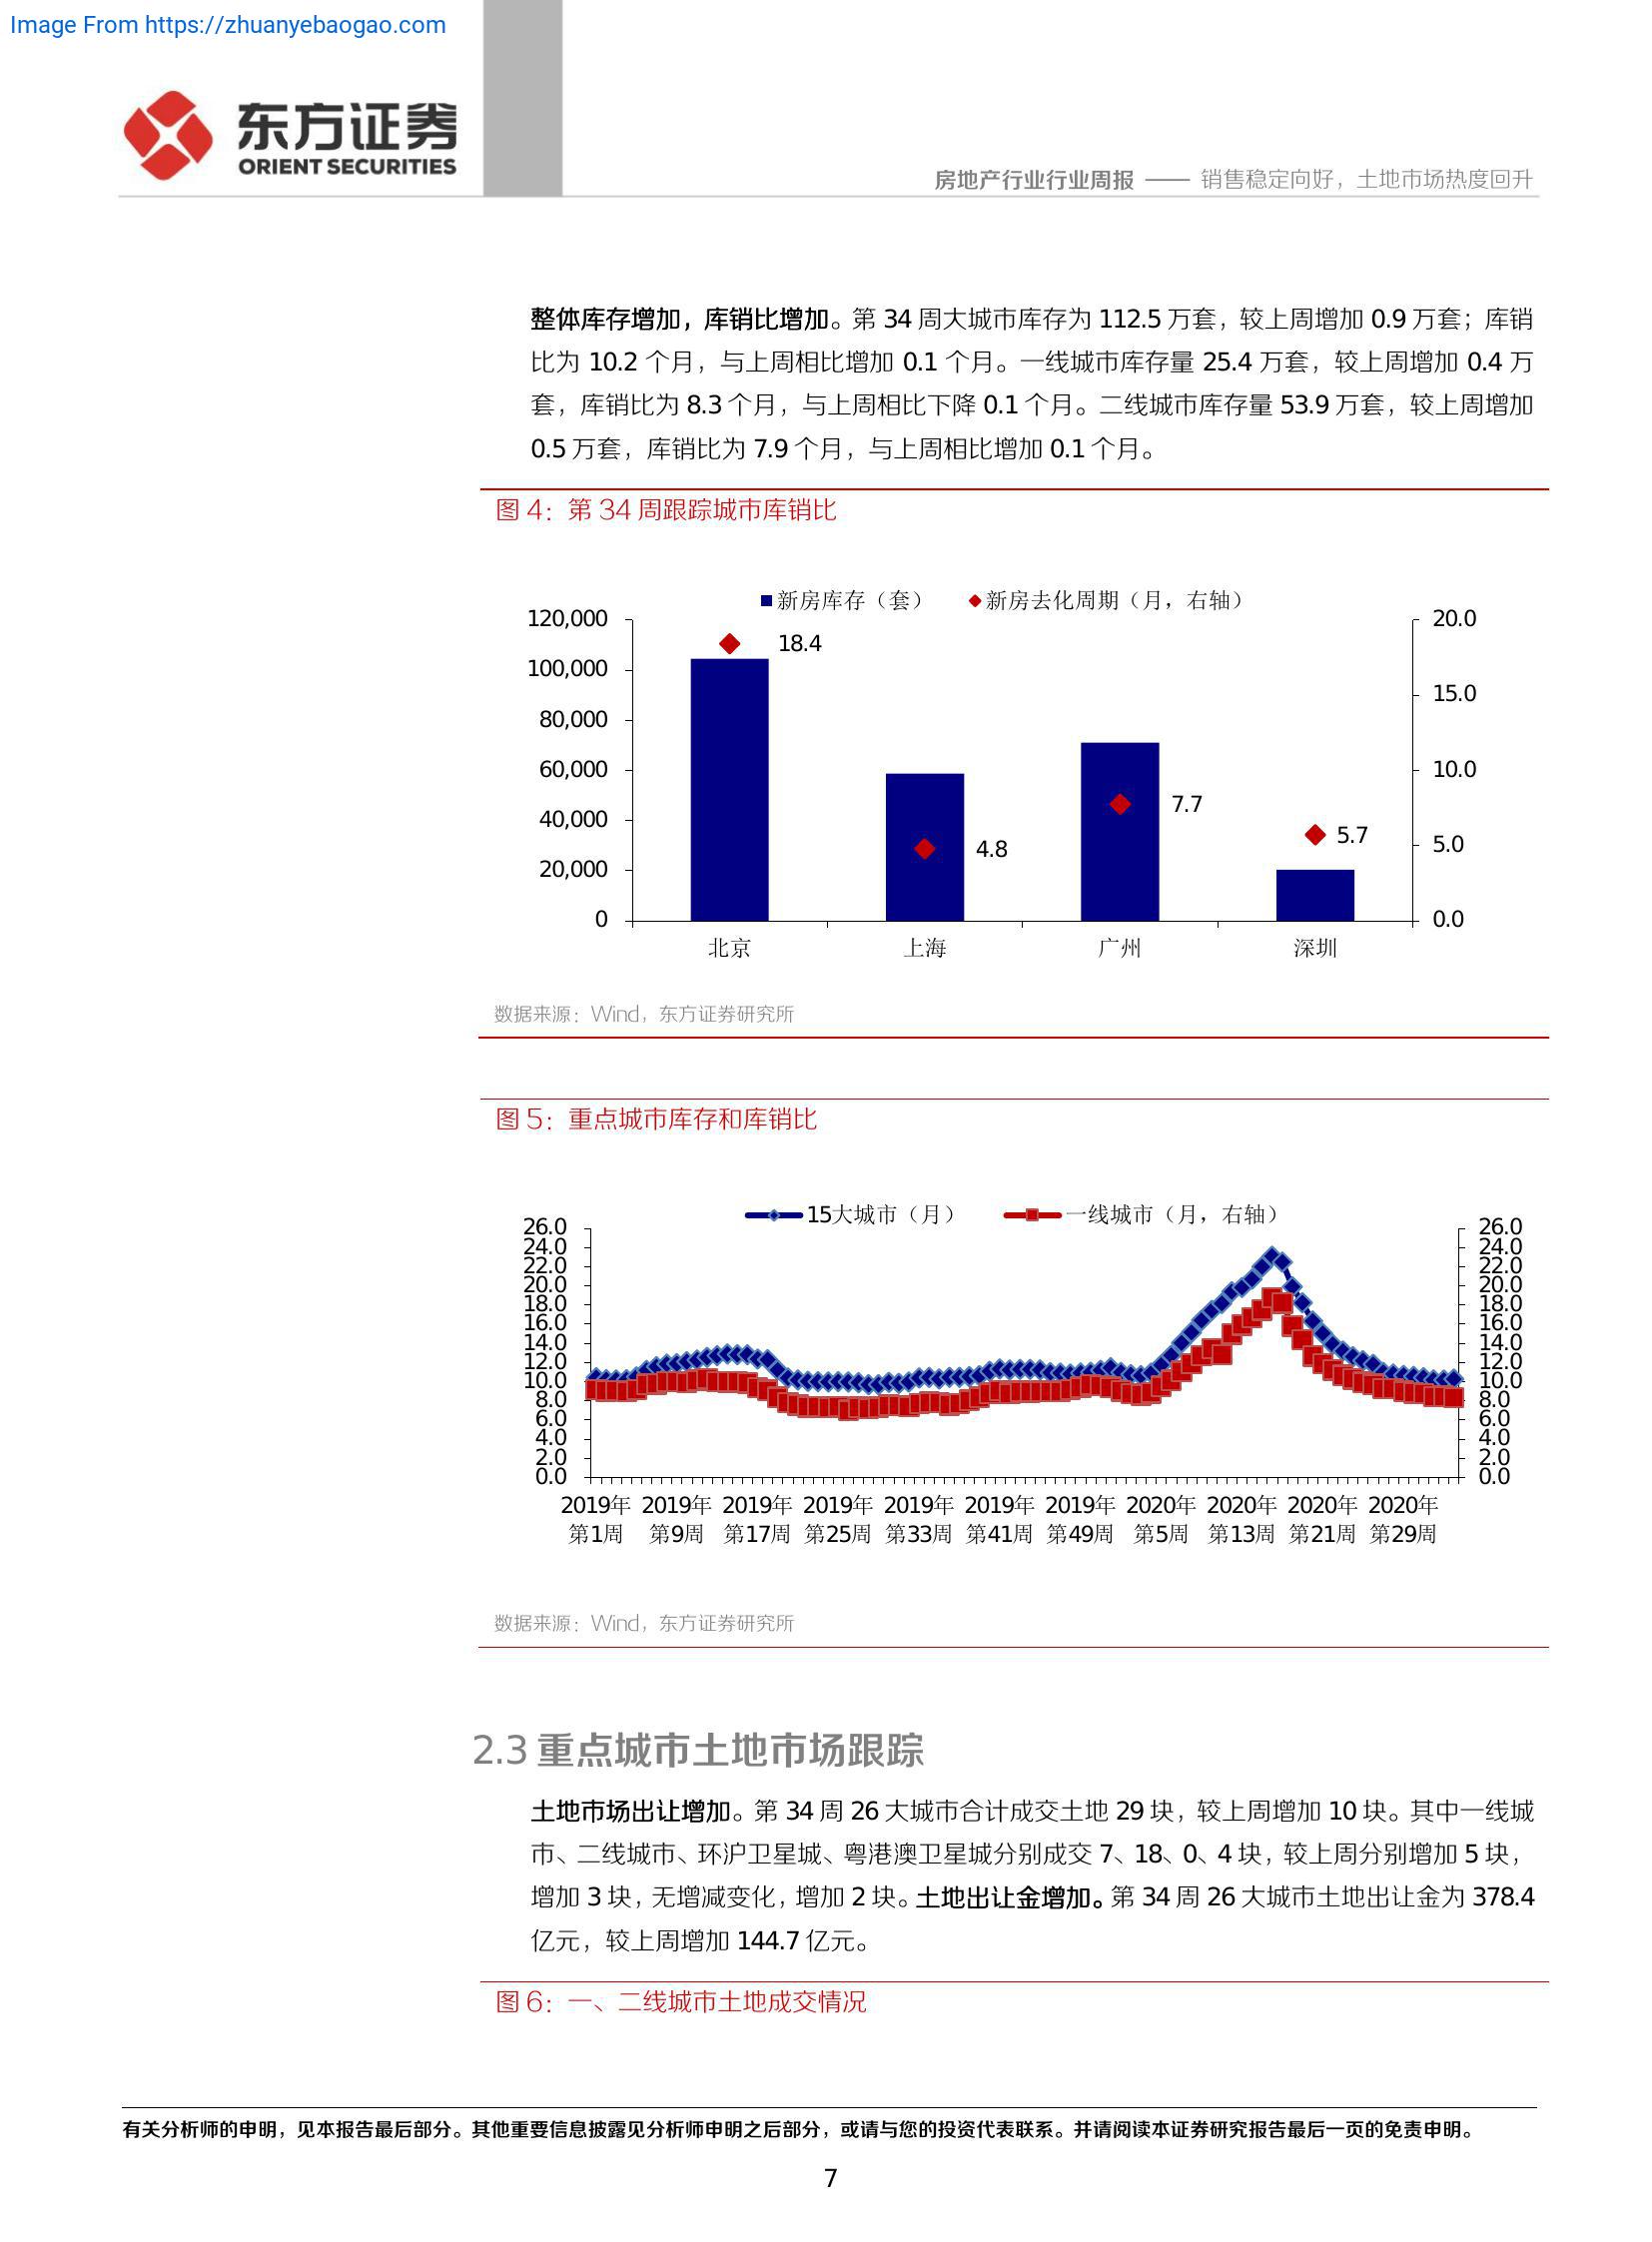 Image From https://zhuanyebaogao.com
东方证券
ORIENT SECURITIES
房地产行业行业周报 —— 销售稳定向好，土地市场热度回升
整体库存增加，库销比增加。第 34 周大城市库存为 112.5 万套，较上周增加 0.9 万套；库销
比为 10.2 个月，与上周相比增加 0.1 个月。一线城市库存量 25.4 万套，较上周增加 0.4 万
套，库销比为 8.3 个月，与上周相比下降 0.1 个月。二线城市库存量 53.9 万套，较上周增加
0.5 万套，库销比为 7.9 个月，与上周相比增加 0.1 个月。
图 4：第 34 周跟踪城市库销比
新房库存（套） 新房去化周期（月，右轴）
120,000 20.0
18.4
100,000
15.0
80,000
60,000 10.0
7.7
40,000
5.7
4.8
5.0
20,000
0 0.0
北京 上海 广州 深圳
数据来源：Wind，东方证券研究所
图 5：重点城市库存和库销比
15大城市（月） 一线城市（月，右轴）
26.0 26.0
24.0 24.0
22.0 22.0
20.0 20.0
18.0 18.0
16.0 16.0
14.0 14.0
12.0 12.0
10.0 10.0
8.0 8.0
6.0 6.0
4.0 4.0
2.0 2.0
0.0 0.0
2019年 2019年 2019年 2019年 2019年 2019年 2019年 2020年 2020年 2020年 2020年
第1周 第9周 第17周 第25周 第33周 第41周 第49周 第5周 第13周 第21周 第29周
数据来源：Wind，东方证券研究所
2.3 重点城市土地市场跟踪
土地市场出让增加。第 34 周 26 大城市合计成交土地 29 块，较上周增加 10 块。其中一线城
市、二线城市、环沪卫星城、粤港澳卫星城分别成交 7、18、0、4 块，较上周分别增加 5 块，
增加 3 块，无增减变化，增加 2 块。土地出让金增加。第 34 周 26 大城市土地出让金为 378.4
亿元，较上周增加 144.7 亿元。
图 6：一、二线城市土地成交情况
有关分析师的申明，见本报告最后部分。其他重要信息披露见分析师申明之后部分，或请与您的投资代表联系。并请阅读本证券研究报告最后一页的免责申明。
7